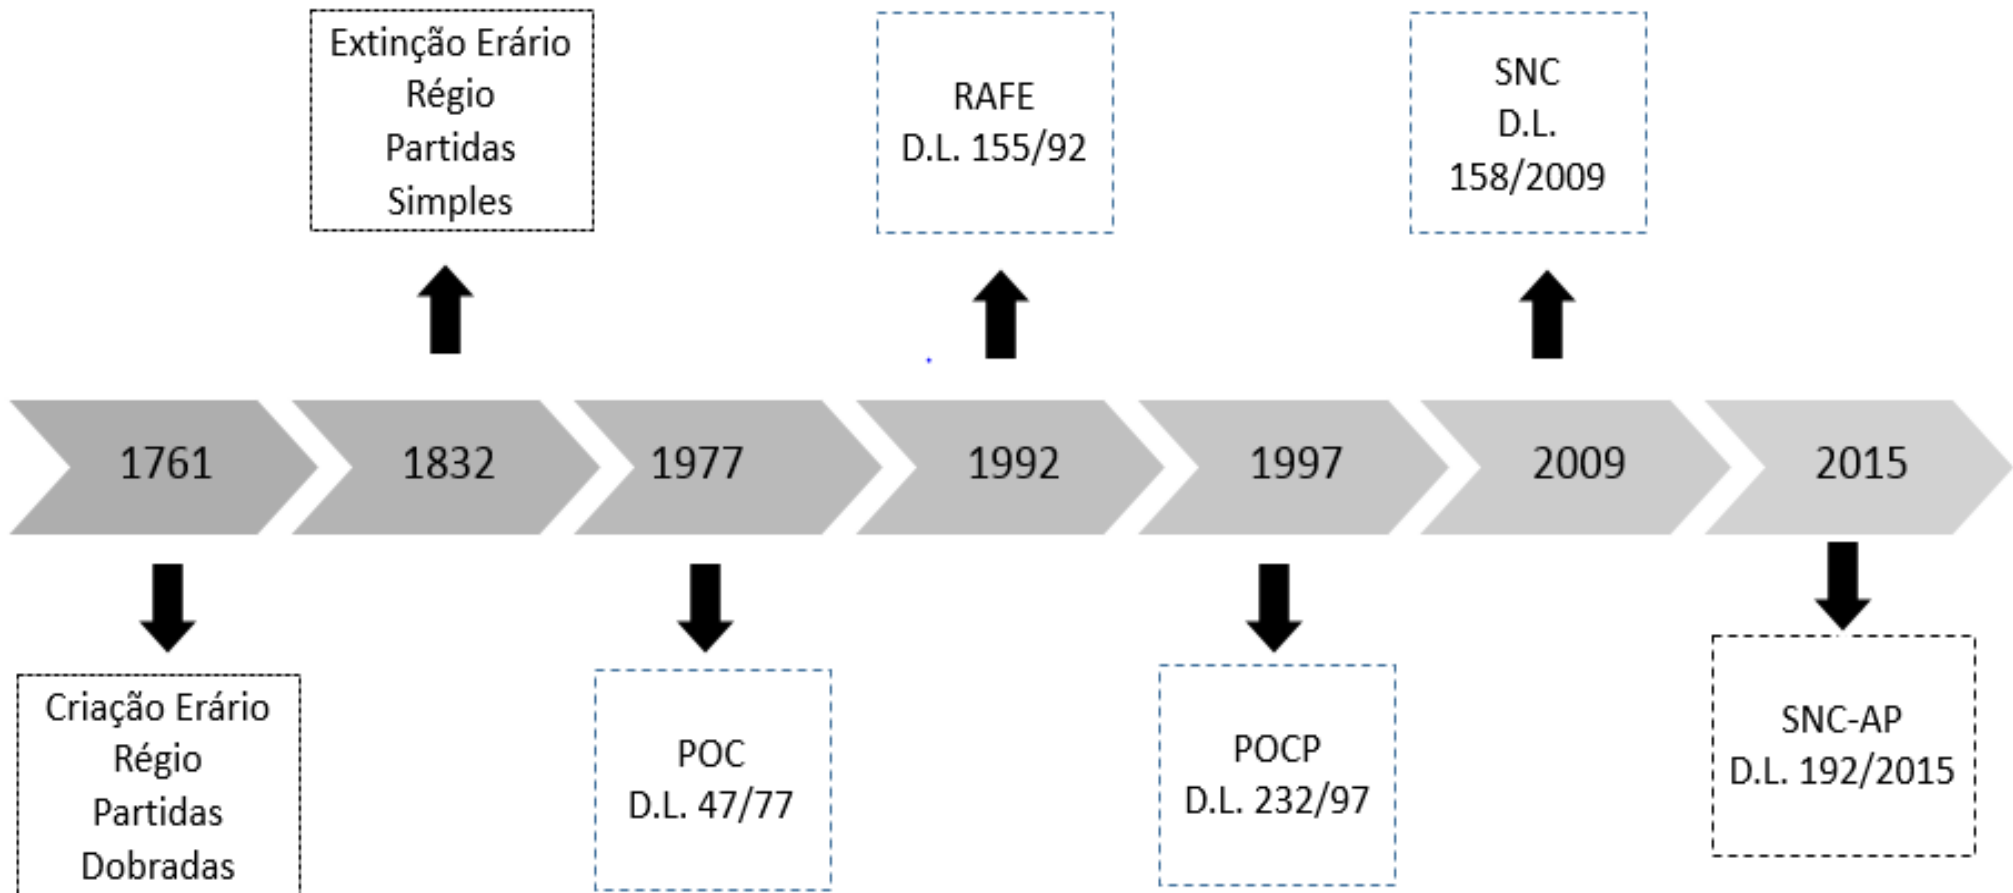 Extinção Erário
Régio
Partidas
Simples
RAFE
D.L. 155/92
SNC
D.L.
158/2009
1761
1832
1977
1992
1997
2009
2015
Criação Erário
Régio
Partidas
Dobradas
POC
D.L. 47/77
POCP
D.L. 232/97
SNC-AP
D.L. 192/2015